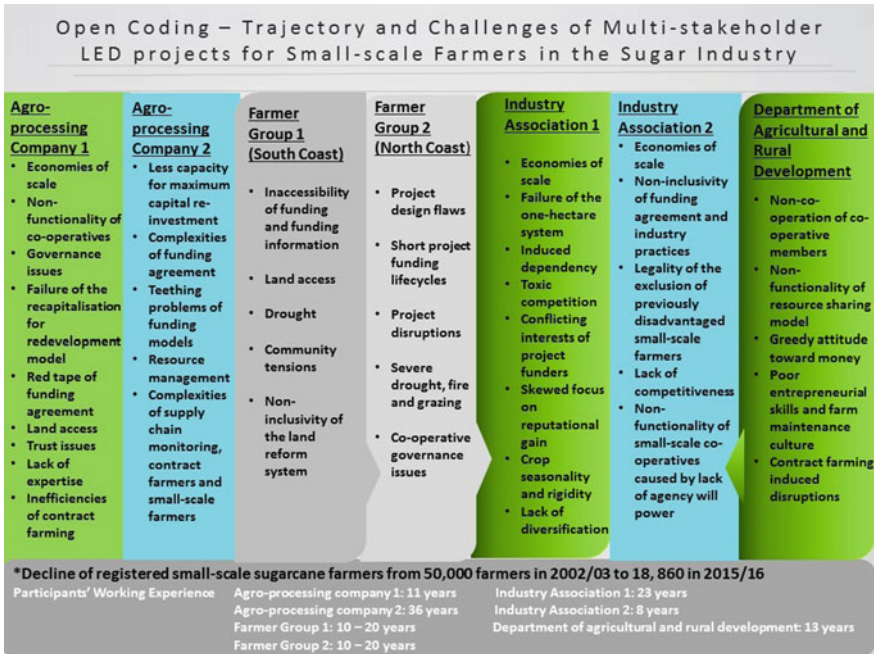 Open Coding – Trajectory and Challenges of Multi-stakeholder
LED projects for Small-scale Farmers in the Sugar Industry
Agro-
processing
Company 1
• Economies of
scale
• Non-
functionality of
co-operatives
• Governance
issues
• Failure of the
recapitalisation
for
redevelopment
model
• Red tape of
funding
agreement
• Land access
• Trust issues
• Lack of
expertise
• Inefficiencies
of contract
farming
Agro-
processing
Company 2
• Less capacity
for maximum
capital re-
investment
• Complexities
of funding
agreement
• Teething
problems of
funding
models
• Resource
management
• Complexities
of supply
chain
monitoring,
contract
farmers and
small-scale
farmers
Farmer
Group 1
(South Coast)
• Inaccessibility
of funding
and funding
information
• Land access
• Drought
• Community
tensions
• Non-
inclusivity of
the land
reform
system
Farmer
Group 2
(North Coast)
• Project
design flaws
• Short project
funding
lifecycles
• Project
disruptions
• Severe
drought, fire
and grazing
• Co-operative
governance
issues
Industry
Association 1
• Economies of
scale
• Failure of the
one-hectare
system
• Induced
dependency
• Toxic
competition
• Conflicting
interests of
project
funders
• Skewed focus
on
reputational
gain
• Crop
seasonality
and rigidity
• Lack of
diversification
Industry
Association 2
• Economies of
scale
• Non-inclusivity
of funding
agreement and
industry
practices
• Legality of the
exclusion of
previously
disadvantaged
small-scale
farmers
• Lack of
competitiveness
• Non-
functionality of
small-scale co-
operatives
caused by lack
of agency will
power
Department of
Agricultural and
Rural
Development
• Non-co-
operation of co-
operative
members
• Non-
functionality of
resource sharing
model
• Greedy attitude
toward money
• Poor
entrepreneurial
skills and farm
maintenance
culture
• Contract farming
induced
disruptions
*Decline of registered small-scale sugarcane farmers from 50,000 farmers in 2002/03 to 18, 860 in 2015/16
Participants' Working Experience
Agro-processing company 1: 11 years
Agro-processing company 2: 36 years
Farmer Group 1: 10 – 20 years
Farmer Group 2: 10 – 20 years
Industry Association 1: 23 years
Industry Association 2: 8 years
Department of agricultural and rural development: 13 years